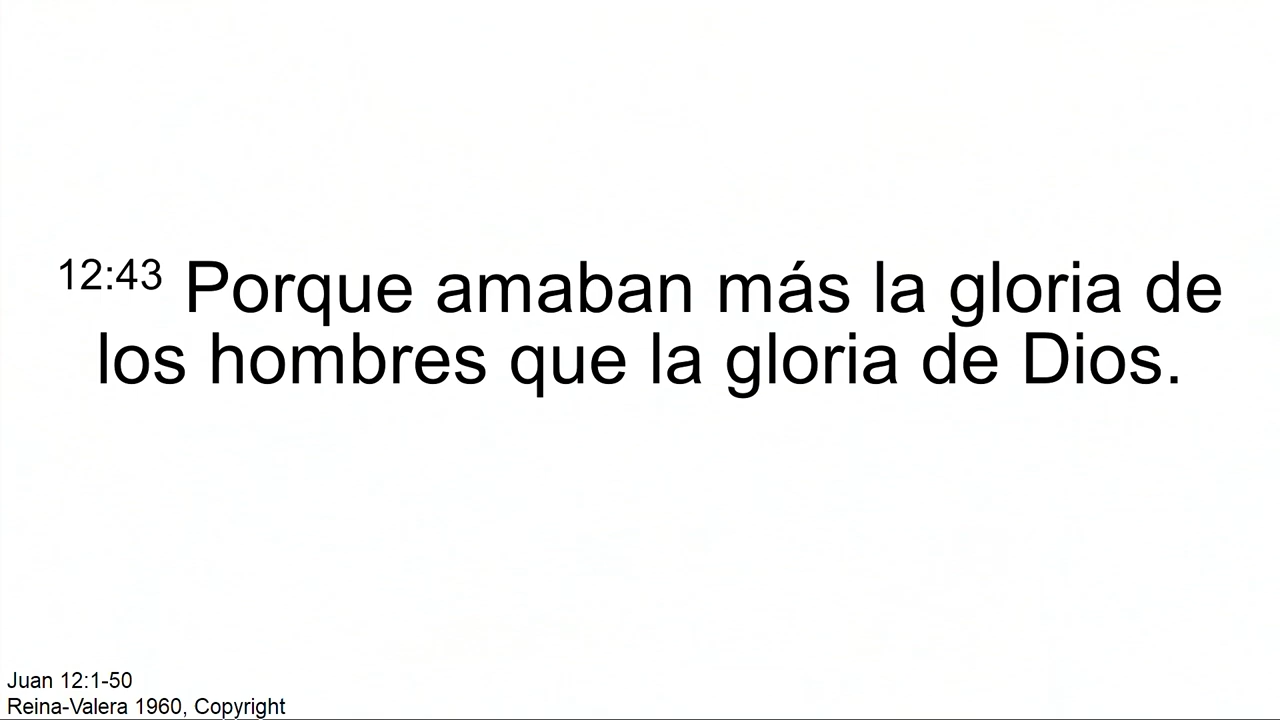 12:43 Porque amaban más la gloria de
los hombres que la gloria de Dios.
Juan 12:1-50
Reina-Valera 1960, Copyright